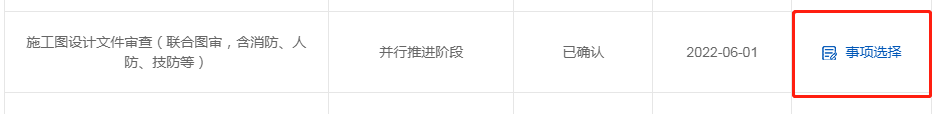 施工图设计文件审查（联合图审，含消防、人
防、技防等）
并行推进阶段
已确认
2022-06-01
事项选择